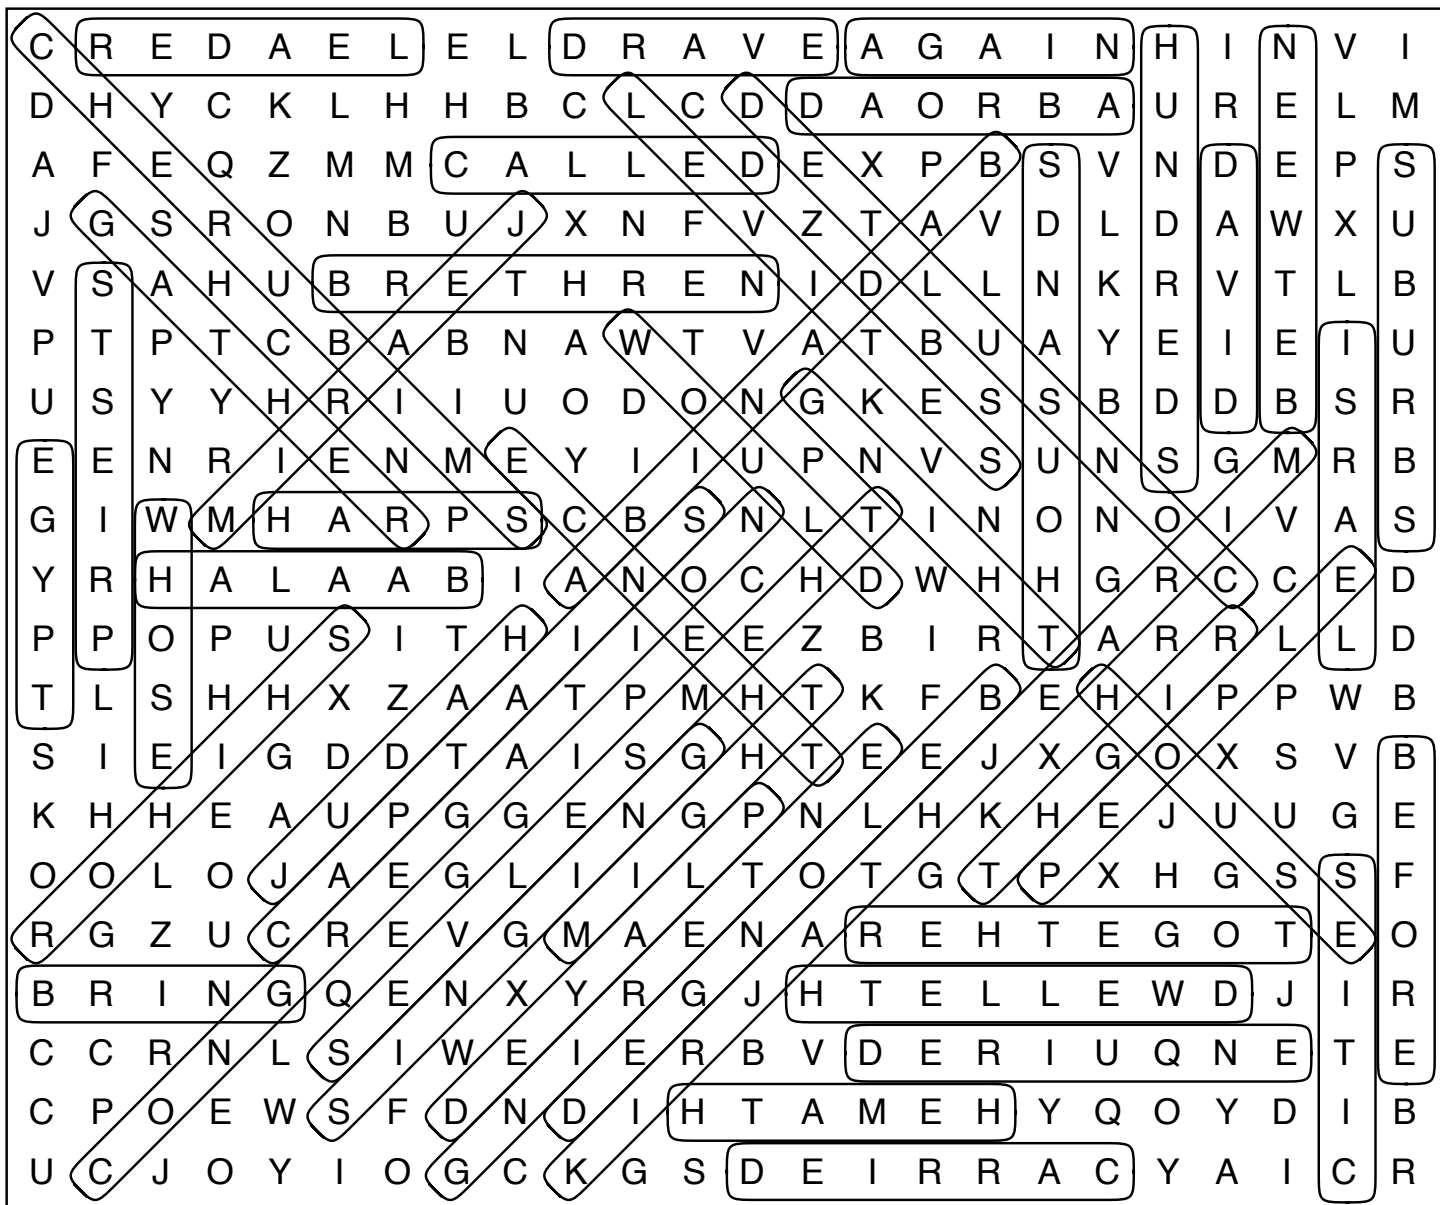 C R E D A E L E L D R A V E A G A I N H I N V I
D H Y C K L H H B C L C D D A O R B A U R E L M
A F E Q Z M M C A L L E D E X P B S V N D E P S
J G S R O N B U J X N F V Z T A V D L D A W X U
V S A H U B R E T H R E N I D L L N K R V T L B
P T P T C B A B N A W T V A T B U A Y E I E I U
U S Y Y H R I I U O D O N G K E S S B D D B S R
E E N R I E N M E Y I I U P N V S U N S G M R B
G I W M H A R P S C B S N L T I N O N O I V A S
Y R H A L A A B I A N O C H D W H H G R C C E D
P P O P U S I T H I I E E Z B I R T A R R L L D
T L S H H X Z A A T P M H T K F B E H I P P W B
S I E I G D D T A I S G H T E E J X G O X S V B
K H H E A U P G G E N G P N L H K H E J U U G E
O O L O J A E G L I I L T O T G T P X H G S S F
R G Z U C R E V G M A E N A R E H T E G O T E O
B R I N G Q E N X Y R G J H T E L L E W D J I R
C C R N L S I W E I E R B V D E R I U Q N E T E
C P O E W S F D N D I H T A M E H Y Q O Y D I B
U C J O Y I O G C K G S D E I R R A C Y A I C R